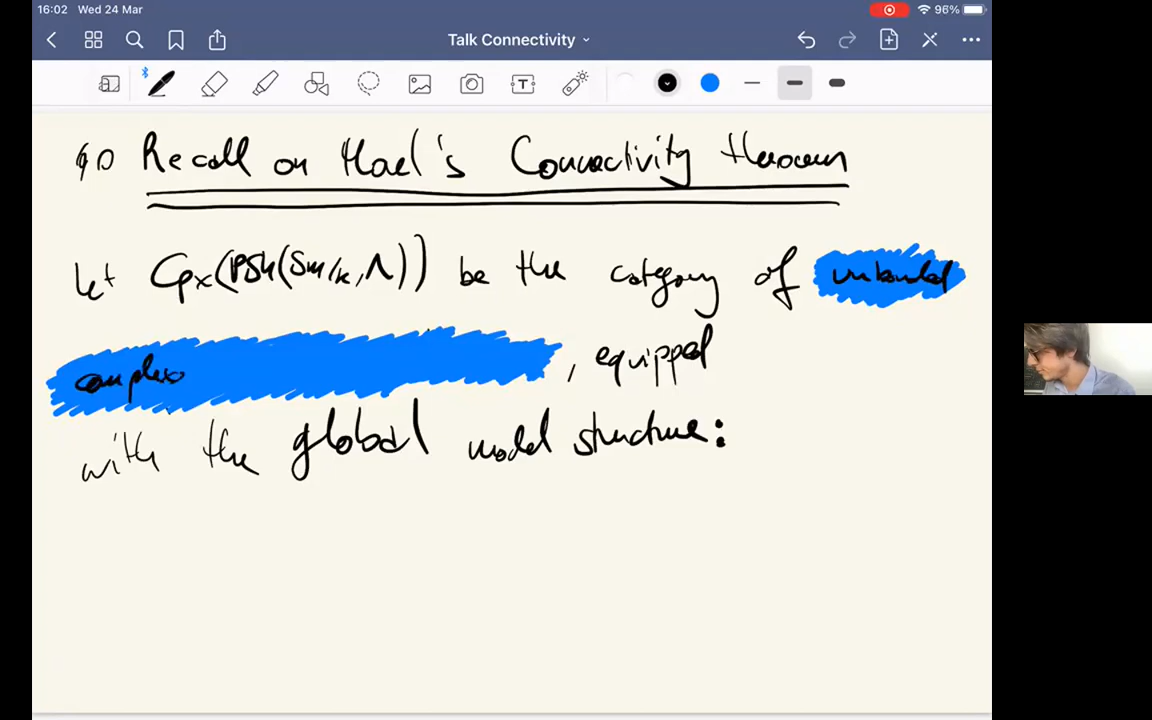 16:02 Wed 24 Mar
96%
Talk Connectivity
§0 Recall on Morel's Connectivity theorem
let Cpx(PSh(Sm/k, Λ)) be the category of unbounded
complexes , equipped
with the global model structure: